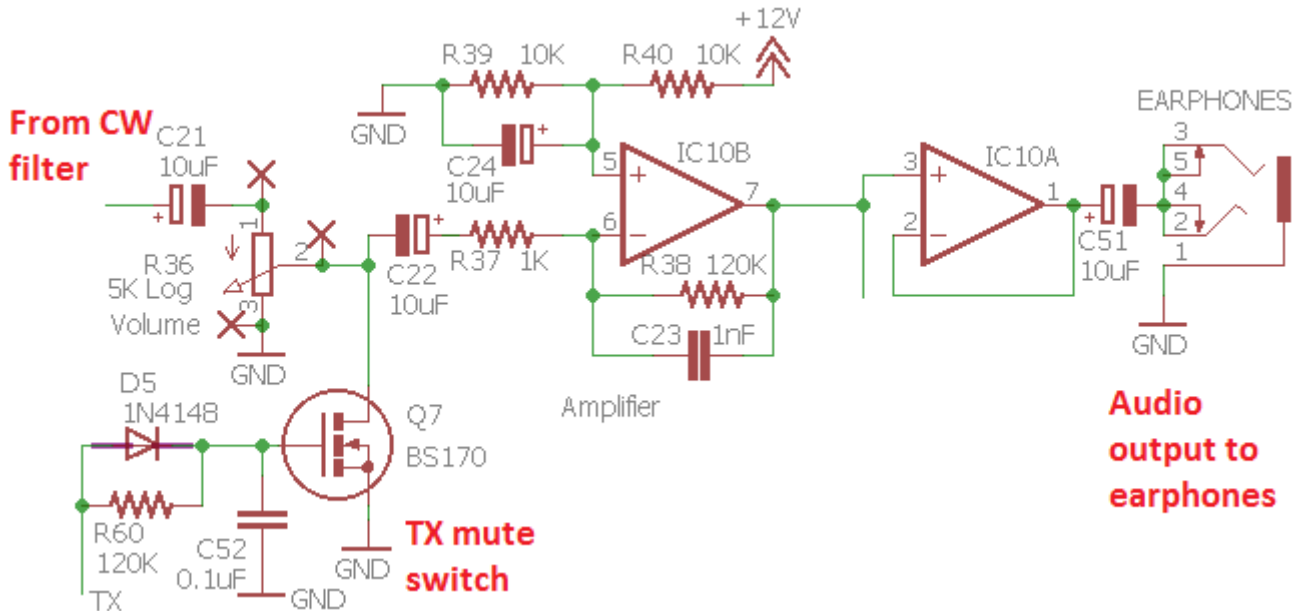 +12V
R39 10K R40 10K
GND
EARPHONES
3
5
4
2
1
GND
From CW
filter
C21
10uF
+
1
2
3
R36
5K Log
Volume
GND
C24
10uF
+
5
+
6
−
7
IC10B
C22
10uF
+
R37 1K
R38 120K
C23 1nF
Amplifier
3
+
2
−
1
IC10A
C51
10uF
+
D5
1N4148
R60
120K
TX
C52
0.1uF
GND
Q7
BS170
GND
TX mute
switch
Audio
output to
earphones